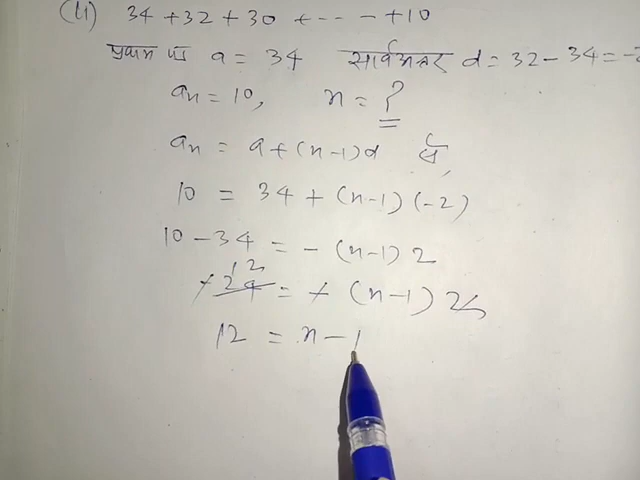 (ii) 34 + 32 + 30 + - - - + 10
प्रथम पद a = 34 सार्वअन्तर d = 32 - 34 = -2
an = 10, n = ?
an = a + (n-1)d से,
10 = 34 + (n-1)(-2)
10 - 34 = - (n-1) 2
12
- 24 = - (n-1) 2
12 = n - 1